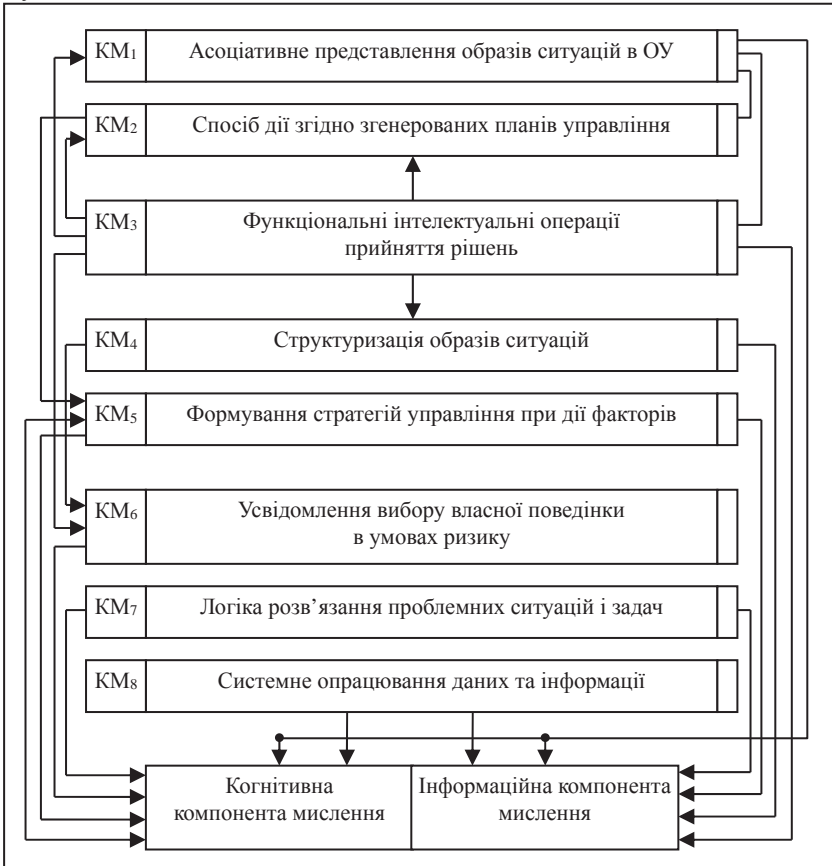 КМ1 Асоціативне представлення образів ситуацій в ОУ
КМ2 Спосіб дії згідно згенерованих планів управління
КМ3 Функціональні інтелектуальні операції
прийняття рішень
КМ4 Структуризація образів ситуацій
КМ5 Формування стратегій управління при дії факторів
КМ6 Усвідомлення вибору власної поведінки
в умовах ризику
КМ7 Логіка розв’язання проблемних ситуацій і задач
КМ8 Системне опрацювання даних та інформації
Когнітивна
компонента мислення
Інформаційна компонента
мислення